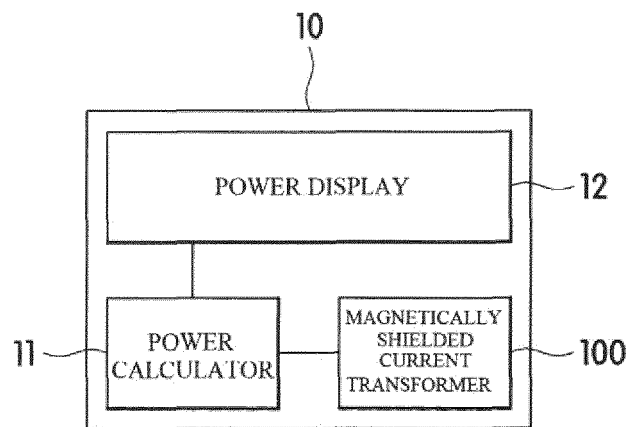 10
POWER DISPLAY
12
11
POWER
CALCULATOR
MAGNETICALLY
SHIELDED
CURRENT
TRANSFORMER
100